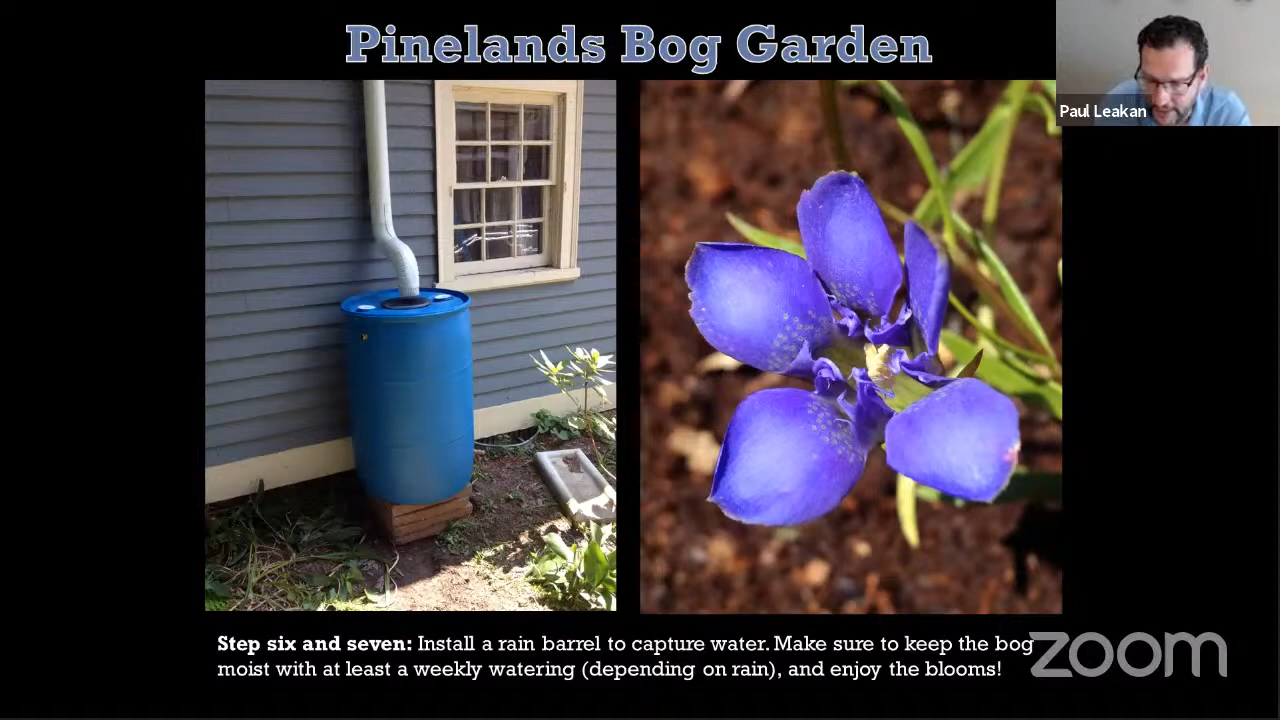 Pinelands Bog Garden
Paul Leakan
Step six and seven: Install a rain barrel to capture water. Make sure to keep the bog
moist with at least a weekly watering (depending on rain), and enjoy the blooms!
zoom